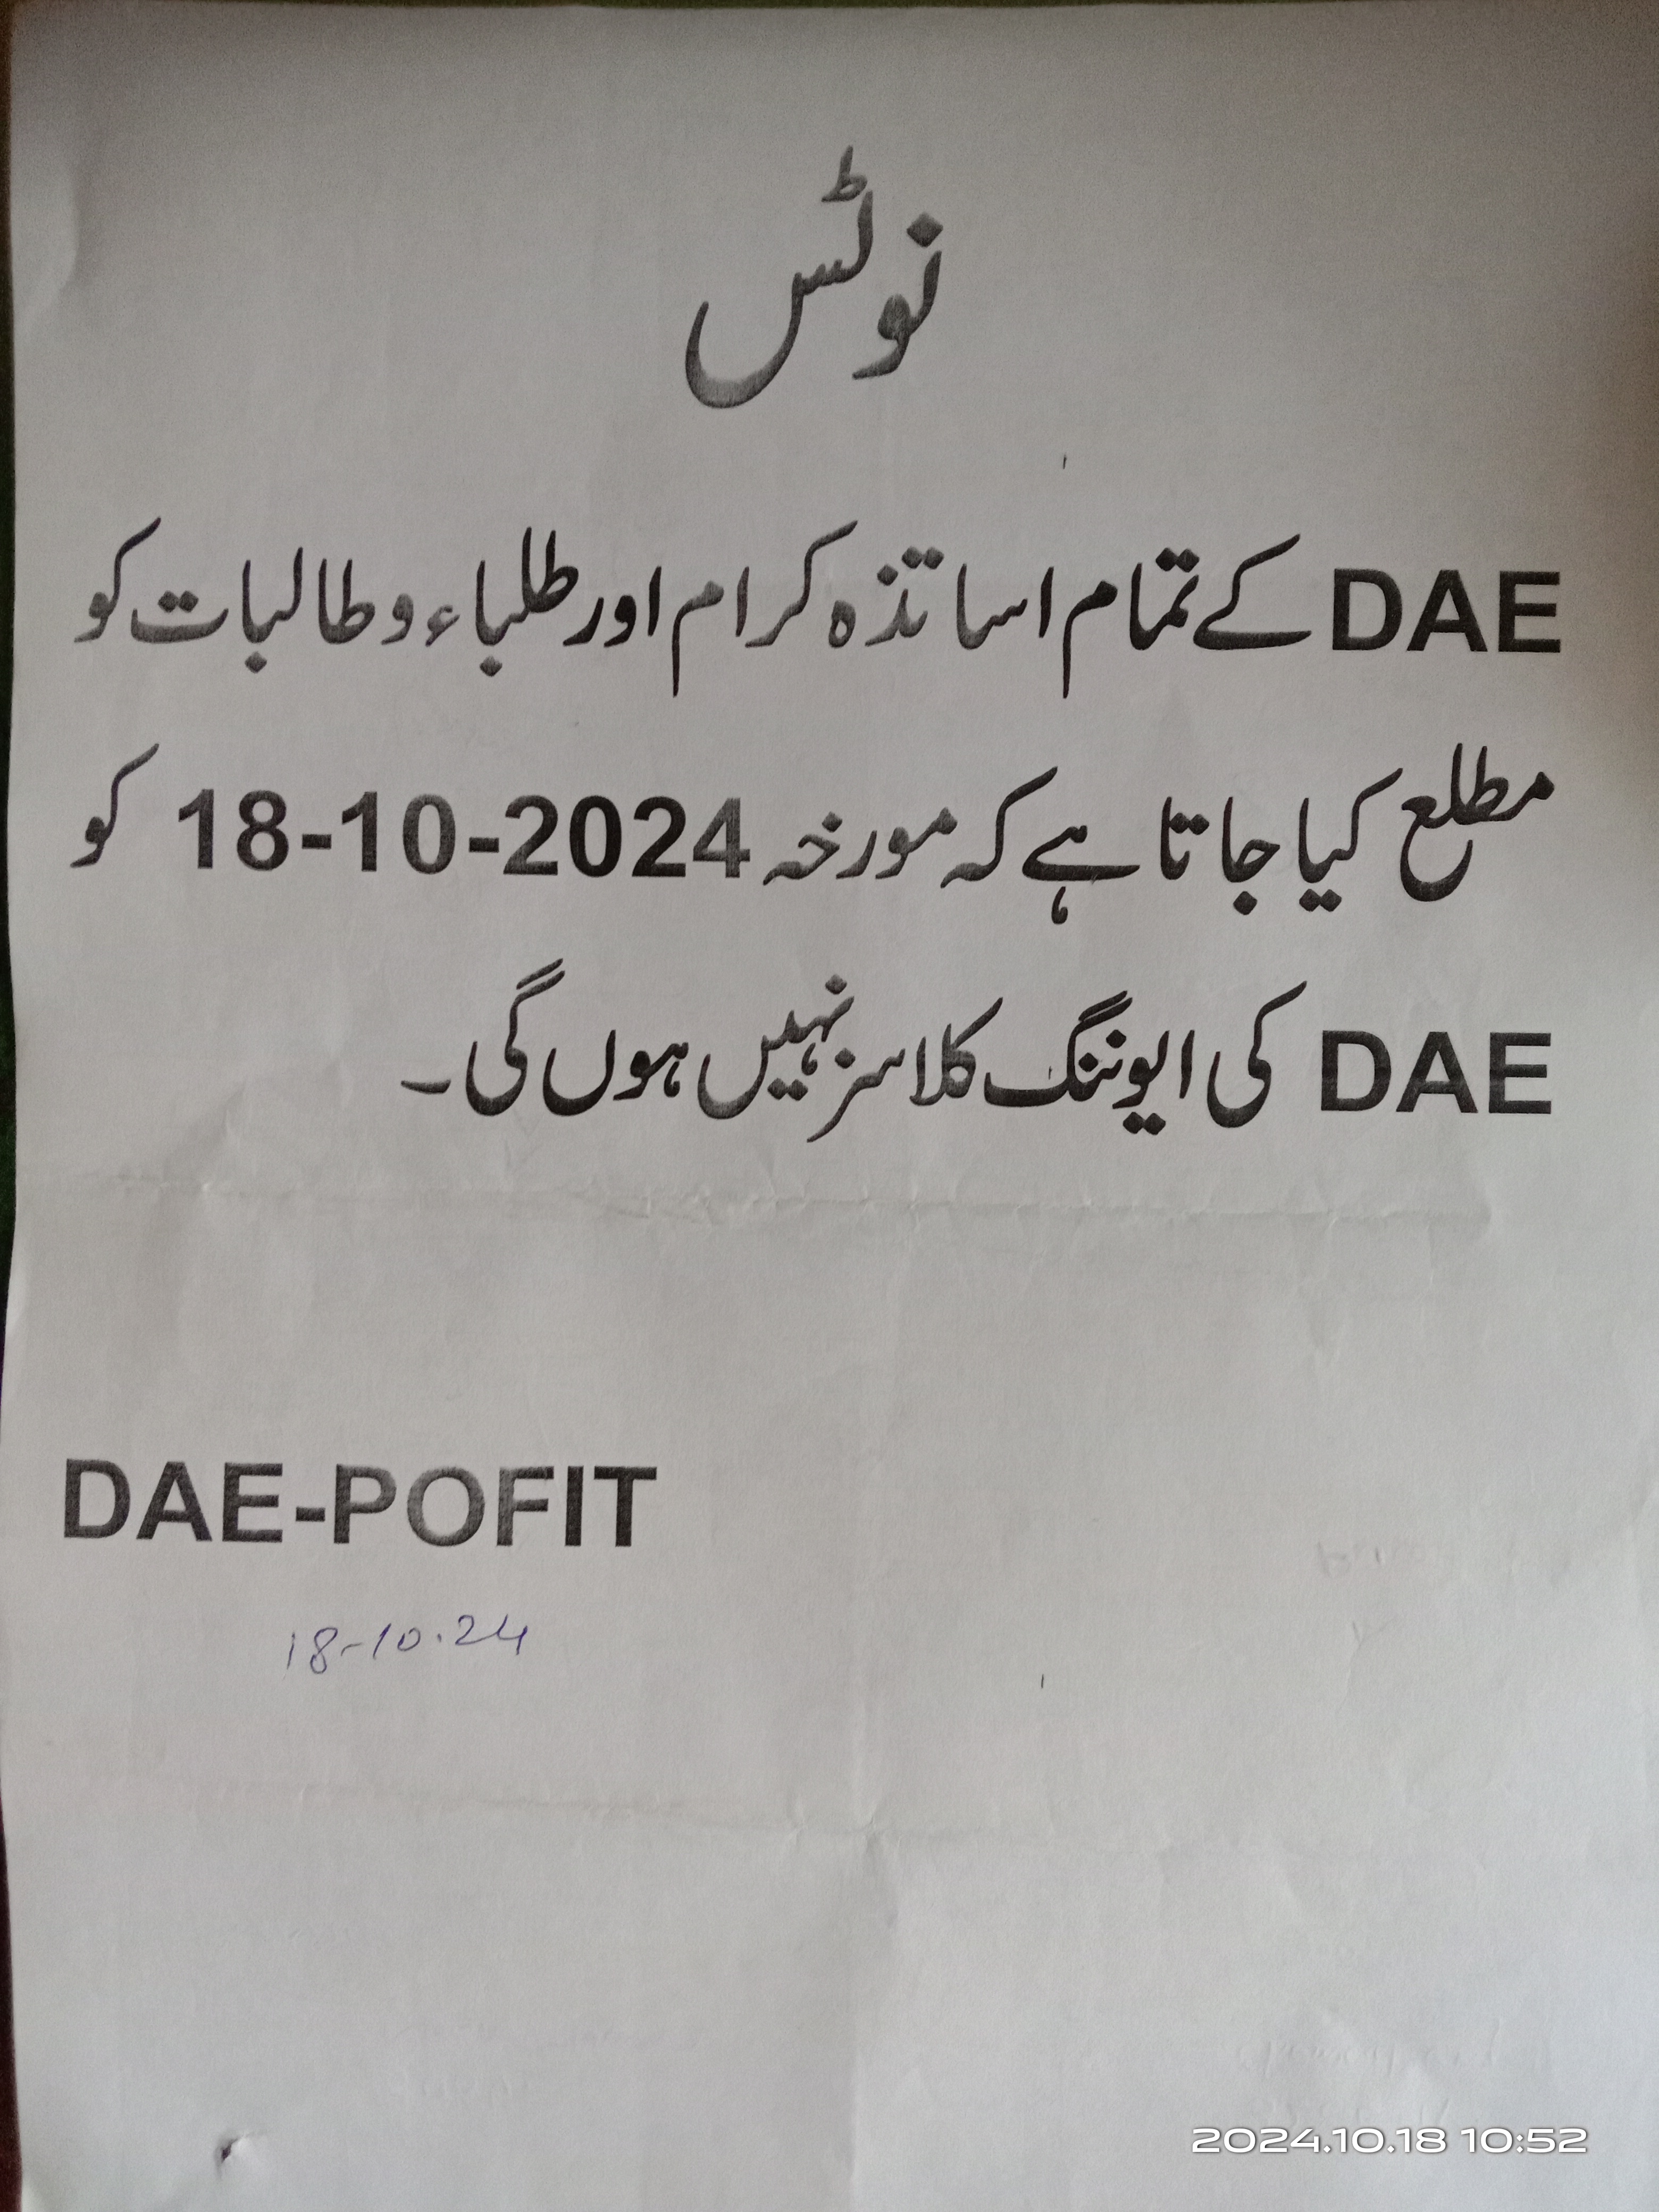 نوٹس
DAE کے تمام اساتذہ کرام اور طلباء و طالبات کو
مطلع کیا جاتا ہے کہ مورخہ 18-10-2024 کو
DAE کی ایوننگ کلاسز نہیں ہوں گی۔
DAE-POFIT
18-10.24
2024.10.18 10:52